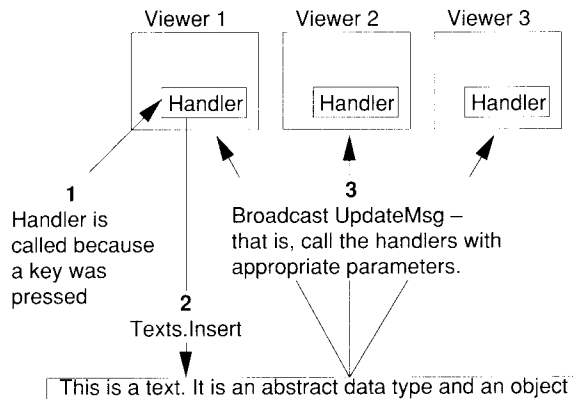 Viewer 1
Viewer 2
Viewer 3
Handler
Handler
Handler
1
Handler is
called because
a key was
pressed
3
Broadcast UpdateMsg –
that is, call the handlers with
appropriate parameters.
2
Texts.Insert
This is a text. It is an abstract data type and an object